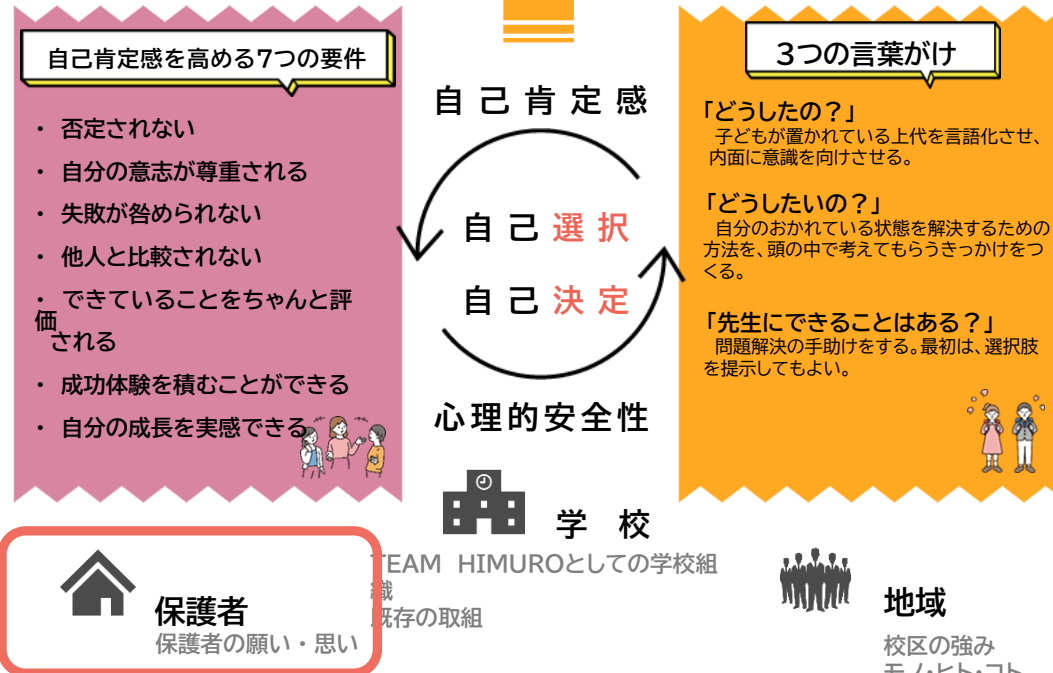 自己肯定感を高める7つの要件
・ 否定されない
・ 自分の意志が尊重される
・ 失敗が咎められない
・ 他人と比較されない
・ できていることをちゃんと評
価
される
・ 成功体験を積むことができる
・ 自分の成長を実感できる
自己肯定感
自己選択
自己決定
心理的安全性
3つの言葉がけ
「どうしたの？」
子どもが置かれている上代を言語化させ、
内面に意識を向けさせる。
「どうしたいの？」
自分のおかれている状態を解決するための
方法を、頭の中で考えてもらうきっかけをつ
くる。
「先生にできることはある？」
問題解決の手助けをする。最初は、選択肢
を提示してもよい。
学 校
TEAM HIMUROとしての学校組
織
既存の取組
保護者
保護者の願い・思い
地域
校区の強み
モノ・ヒト・コト